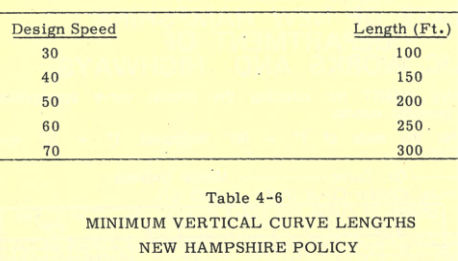 Design Speed Length (Ft.)
30 100
40 150
50 200
60 250
70 300
Table 4-6
MINIMUM VERTICAL CURVE LENGTHS
NEW HAMPSHIRE POLICY